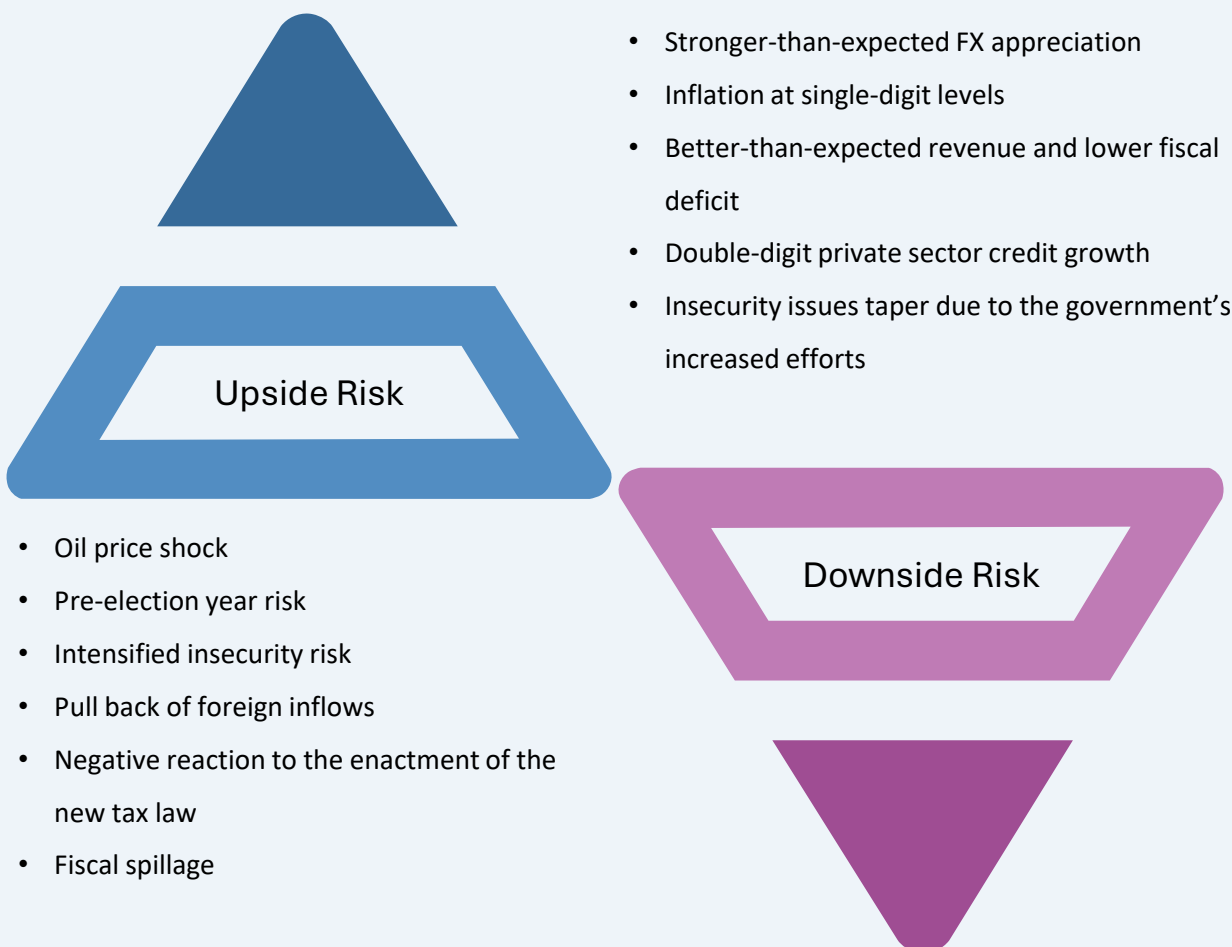 • Stronger-than-expected FX appreciation
• Inflation at single-digit levels
• Better-than-expected revenue and lower fiscal
deficit
• Double-digit private sector credit growth
• Insecurity issues taper due to the government’s
increased efforts
Upside Risk
Downside Risk
• Oil price shock
• Pre-election year risk
• Intensified insecurity risk
• Pull back of foreign inflows
• Negative reaction to the enactment of the
new tax law
• Fiscal spillage